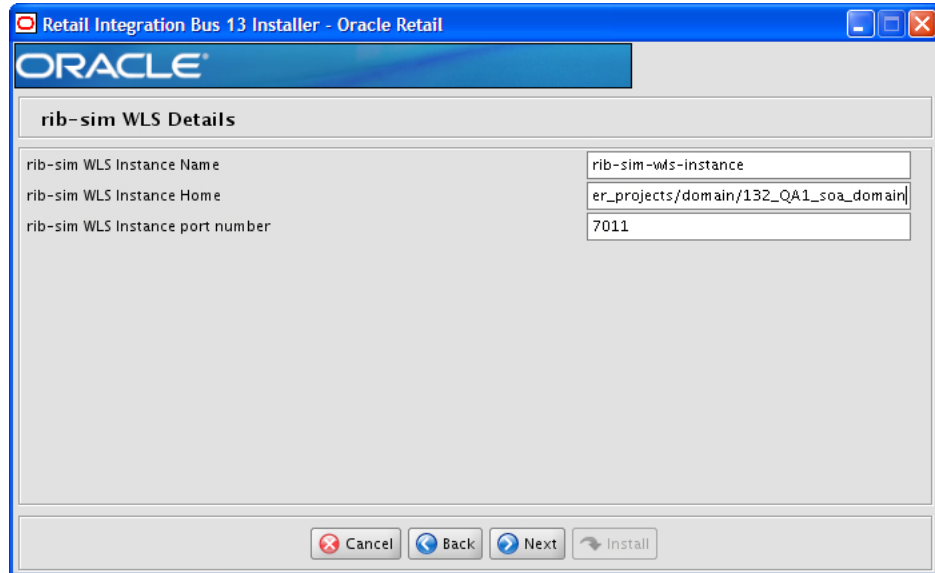 Retail Integration Bus 13 Installer - Oracle Retail
ORACLE®
rib-sim WLS Details
rib-sim WLS Instance Name
rib-sim-wls-instance
rib-sim WLS Instance Home
er_projects/domain/132_QA1_soa_domain
rib-sim WLS Instance port number
7011
Cancel
Back
Next
Install